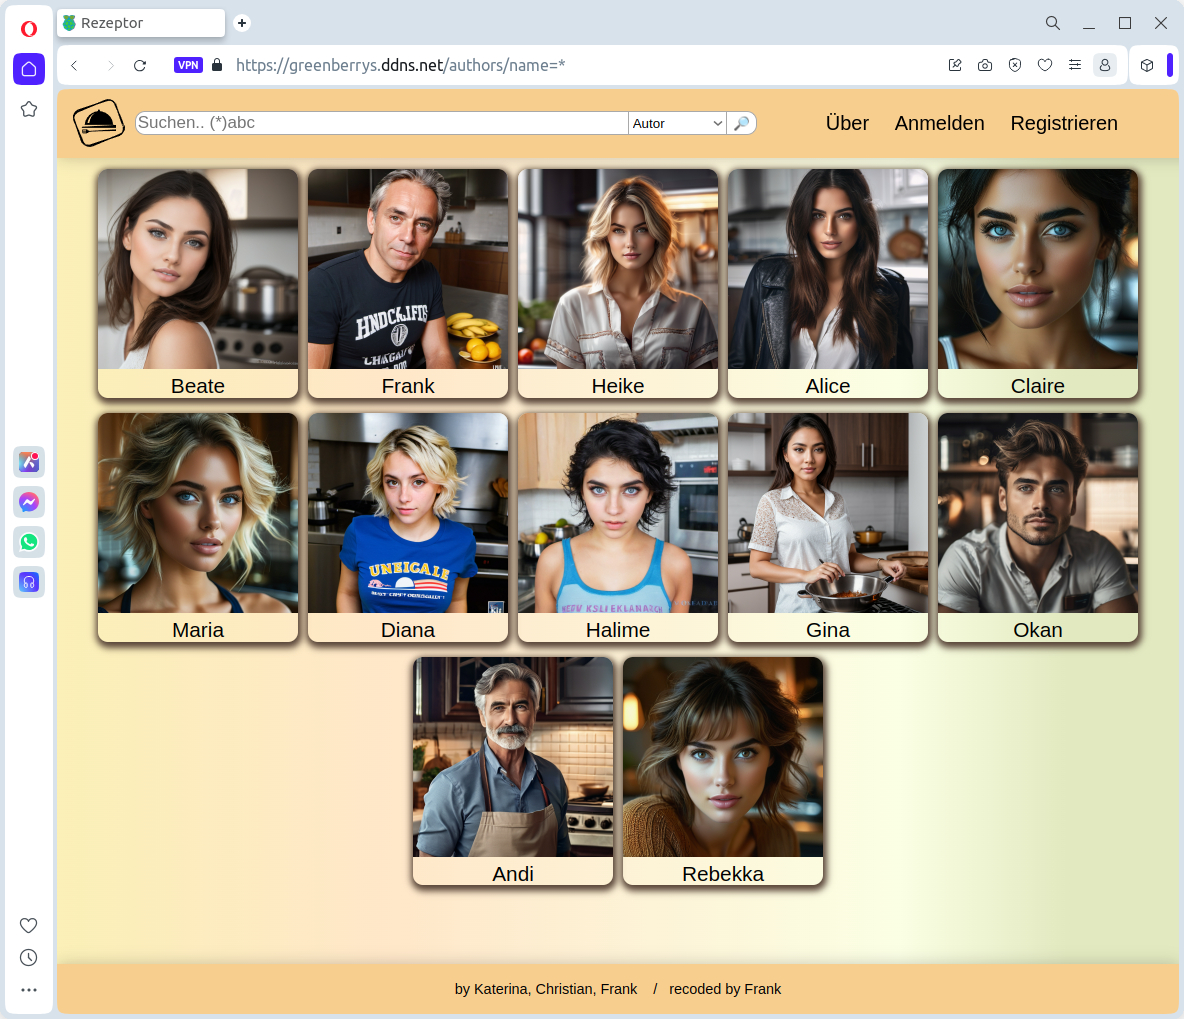 Rezeptor
VPN https://greenberrys.ddns.net/authors/name=*
Suchen.. (*)abc Autor Über Anmelden Registrieren
Beate Frank Heike Alice Claire
UNEICALE
Maria Diana Halime Gina Okan
Andi Rebekka
by Katerina, Christian, Frank / recoded by Frank